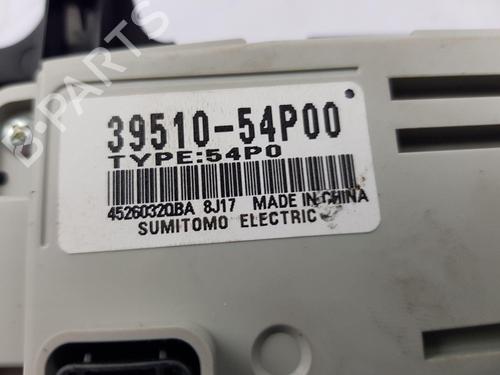 B-PARTS
39510-54P00
TYPE:54P0
45260320BA 8J17 MADE IN CHINA
SUMITOMO ELECTRIC